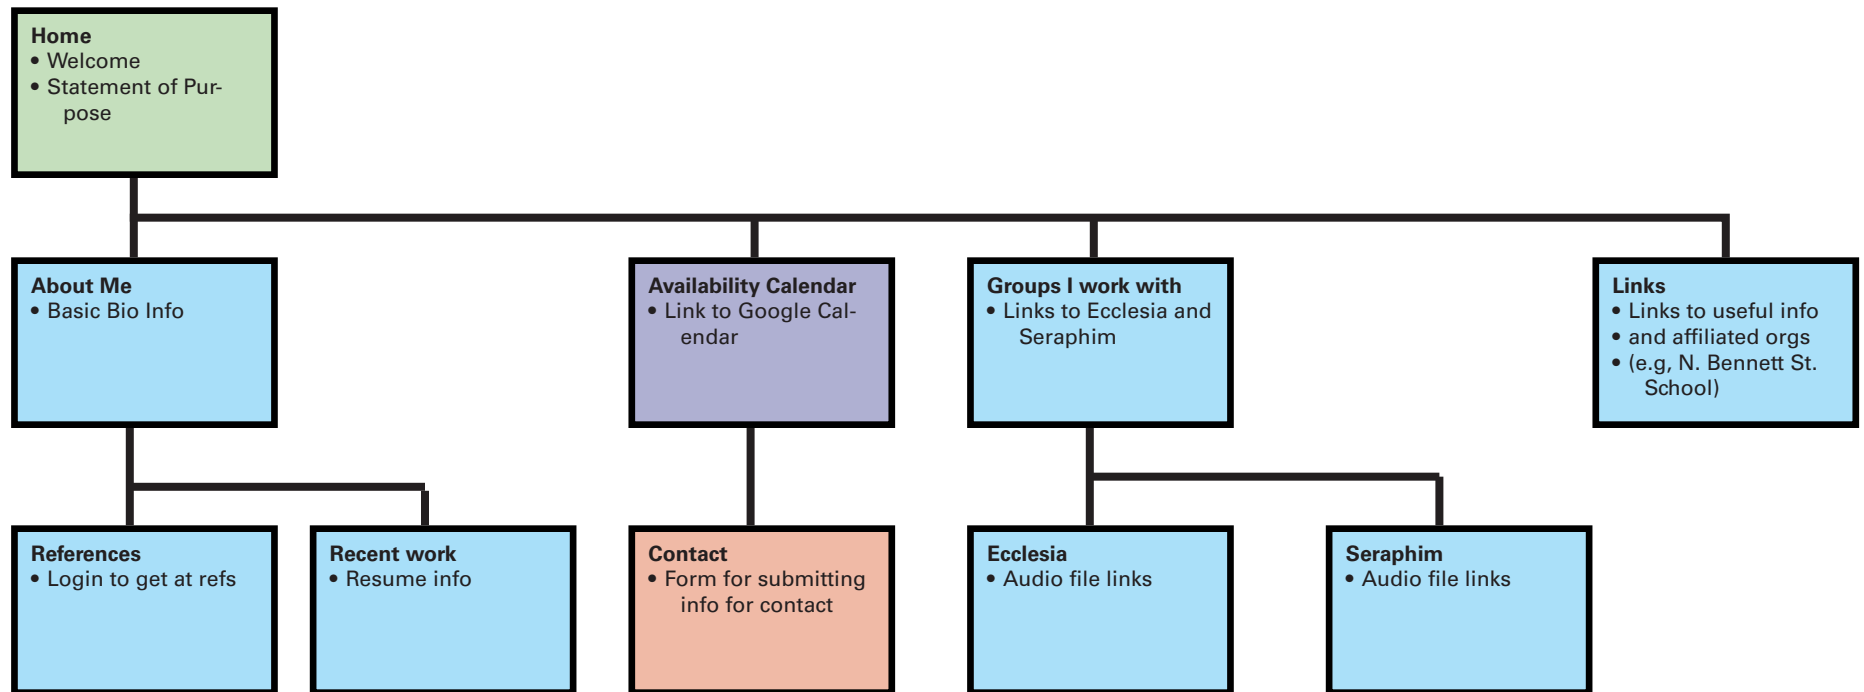 Home
• Welcome
• Statement of Pur-
pose
About Me
• Basic Bio Info
Availability Calendar
• Link to Google Cal-
endar
Groups I work with
• Links to Ecclesia and
Seraphim
Links
• Links to useful info
• and affiliated orgs
• (e.g, N. Bennett St.
School)
References
• Login to get at refs
Recent work
• Resume info
Contact
• Form for submitting
info for contact
Ecclesia
• Audio file links
Seraphim
• Audio file links